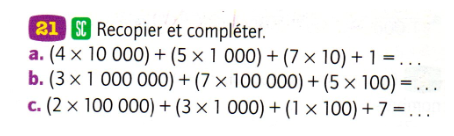 21 SC Recopier et compléter.
a. (4 × 10 000) + (5 × 1 000) + (7 × 10) + 1 = ...
b. (3 × 1 000 000) + (7 × 100 000) + (5 × 100) = ...
c. (2 × 100 000) + (3 × 1 000) + (1 × 100) + 7 = ...